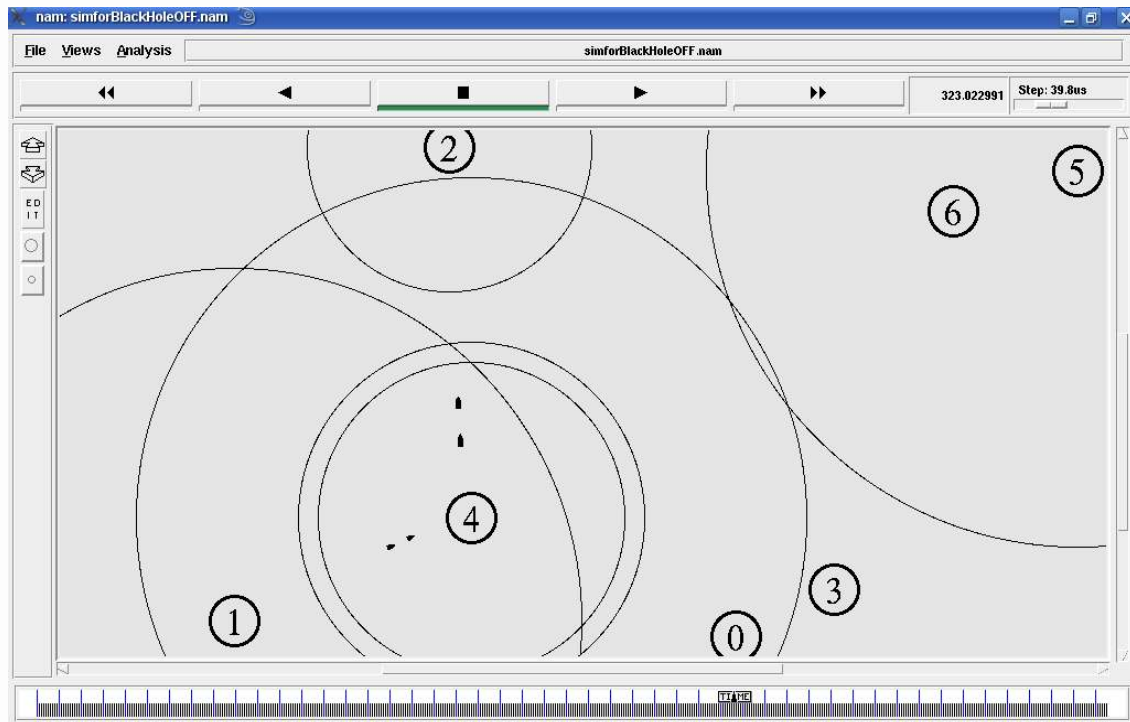 nam: simforBlackHoleOFF.nam
File Views Analysis simforBlackHoleOFF.nam
323.022991 Step: 39.8us
E D
I T
2
5
6
4
3
1
0
TIME